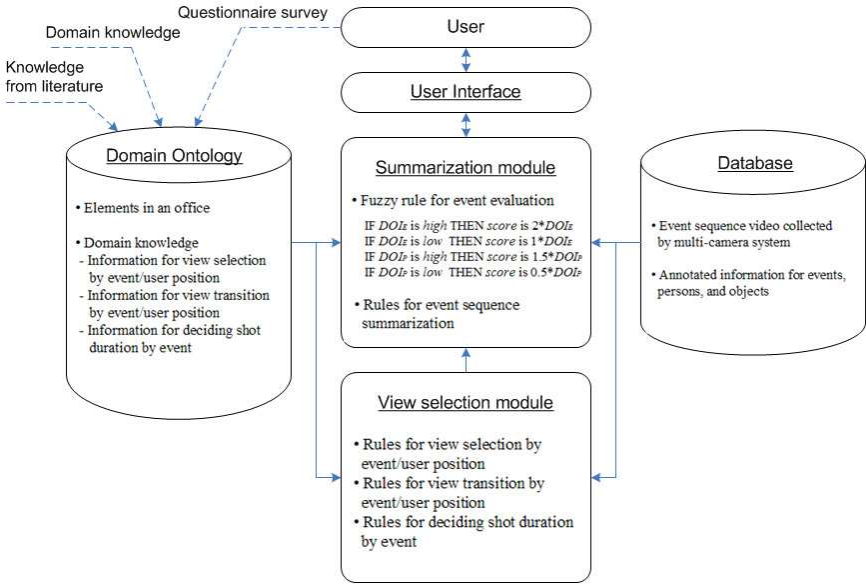 Questionnaire survey
Domain knowledge
Knowledge
from literature
User
User Interface
Domain Ontology
• Elements in an office
• Domain knowledge
- Information for view selection
by event/user position
- Information for view transition
by event/user position
- Information for deciding shot
duration by event
Summarization module
• Fuzzy rule for event evaluation
IF DOIE is high THEN score is 2*DOIE
IF DOIE is low THEN score is 1*DOIE
IF DOIP is high THEN score is 1.5*DOIP
IF DOIP is low THEN score is 0.5*DOIP
• Rules for event sequence
summarization
Database
• Event sequence video collected
by multi-camera system
• Annotated information for events,
persons, and objects
View selection module
• Rules for view selection by
event/user position
• Rules for view transition by
event/user position
• Rules for deciding shot duration
by event